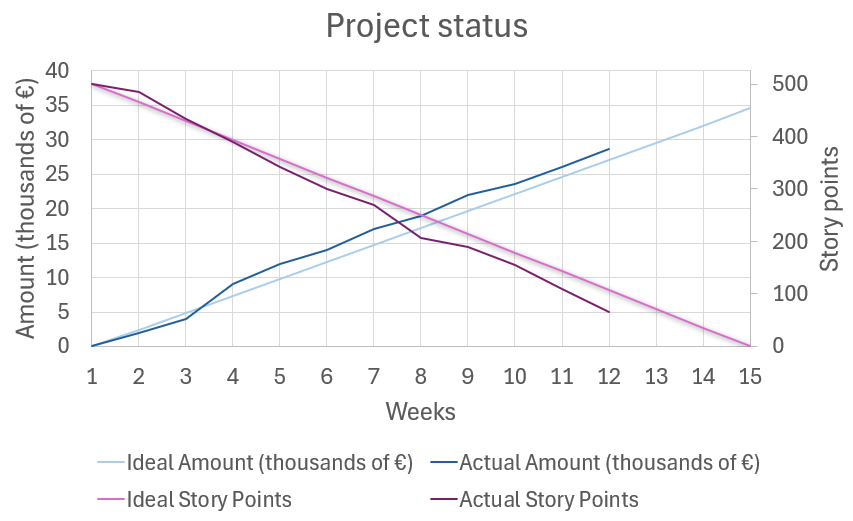 Project status
Amount (thousands of €)
40
35
30
25
20
15
10
5
0
500
400
300
200
100
0
Story points
1 2 3 4 5 6 7 8 9 10 11 12 13 14 15
Weeks
Ideal Amount (thousands of €) Actual Amount (thousands of €)
Ideal Story Points Actual Story Points